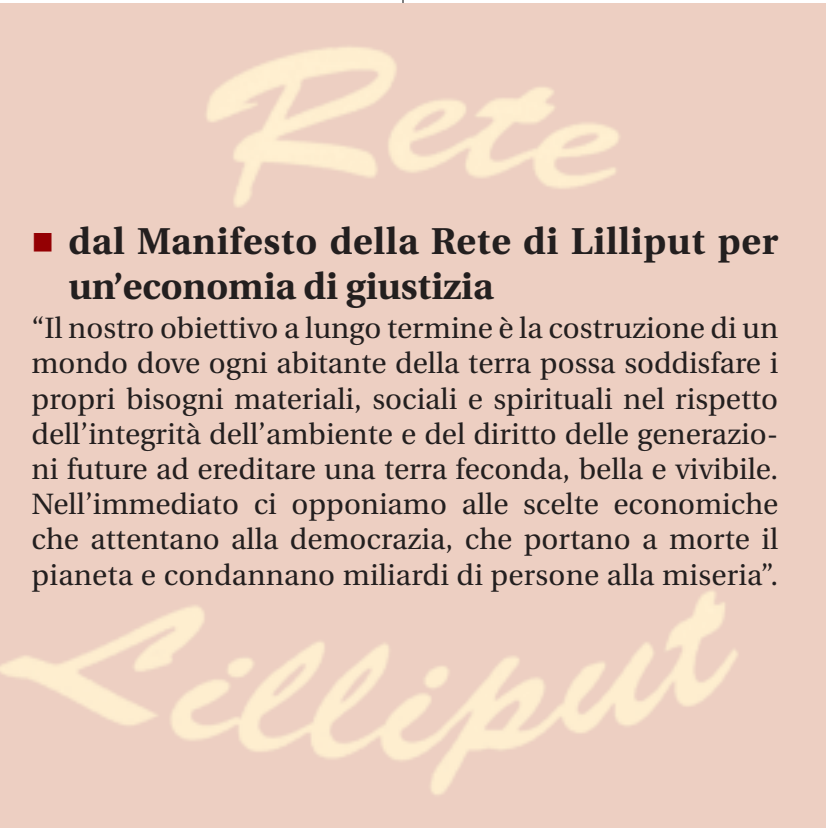 Rete
■ dal Manifesto della Rete di Lilliput per
un’economia di giustizia
“Il nostro obiettivo a lungo termine è la costruzione di un
mondo dove ogni abitante della terra possa soddisfare i
propri bisogni materiali, sociali e spirituali nel rispetto
dell’integrità dell’ambiente e del diritto delle generazio-
ni future ad ereditare una terra feconda, bella e vivibile.
Nell’immediato ci opponiamo alle scelte economiche
che attentano alla democrazia, che portano a morte il
pianeta e condannano miliardi di persone alla miseria”.
Lilliput